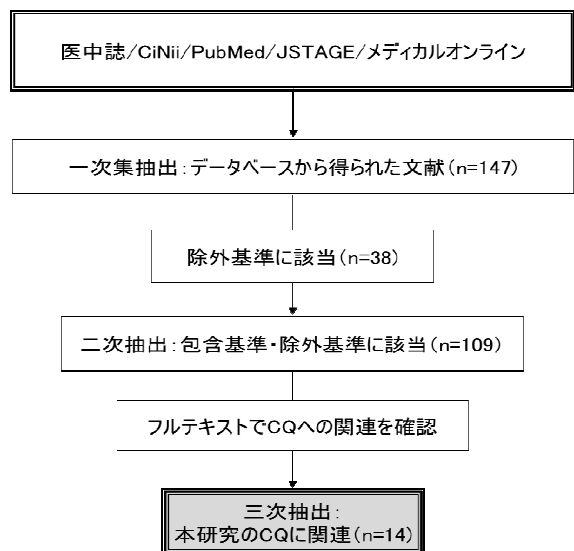 医中誌/CiNii/PubMed/JSTAGE/メディカルオンライン
一次集抽出：データベースから得られた文献（n=147）
除外基準に該当（n=38）
二次抽出：包含基準・除外基準に該当（n=109）
フルテキストでCQへの関連を確認
三次抽出：
本研究のCQに関連（n=14）